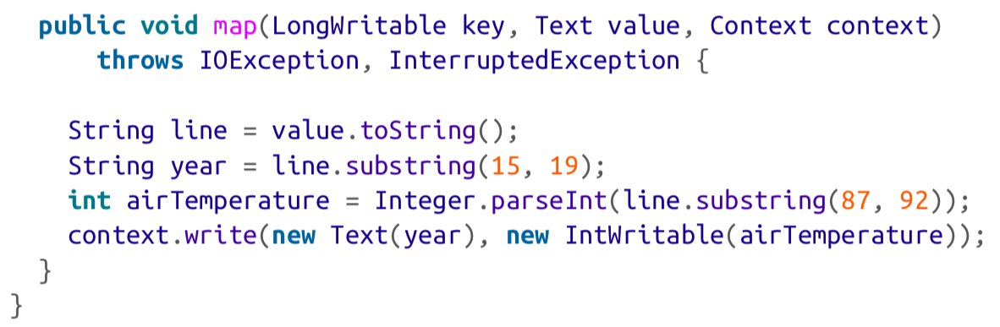 public void map(LongWritable key, Text value, Context context)
throws IOException, InterruptedException {
String line = value.toString();
String year = line.substring(15, 19);
int airTemperature = Integer.parseInt(line.substring(87, 92));
context.write(new Text(year), new IntWritable(airTemperature));
}
}